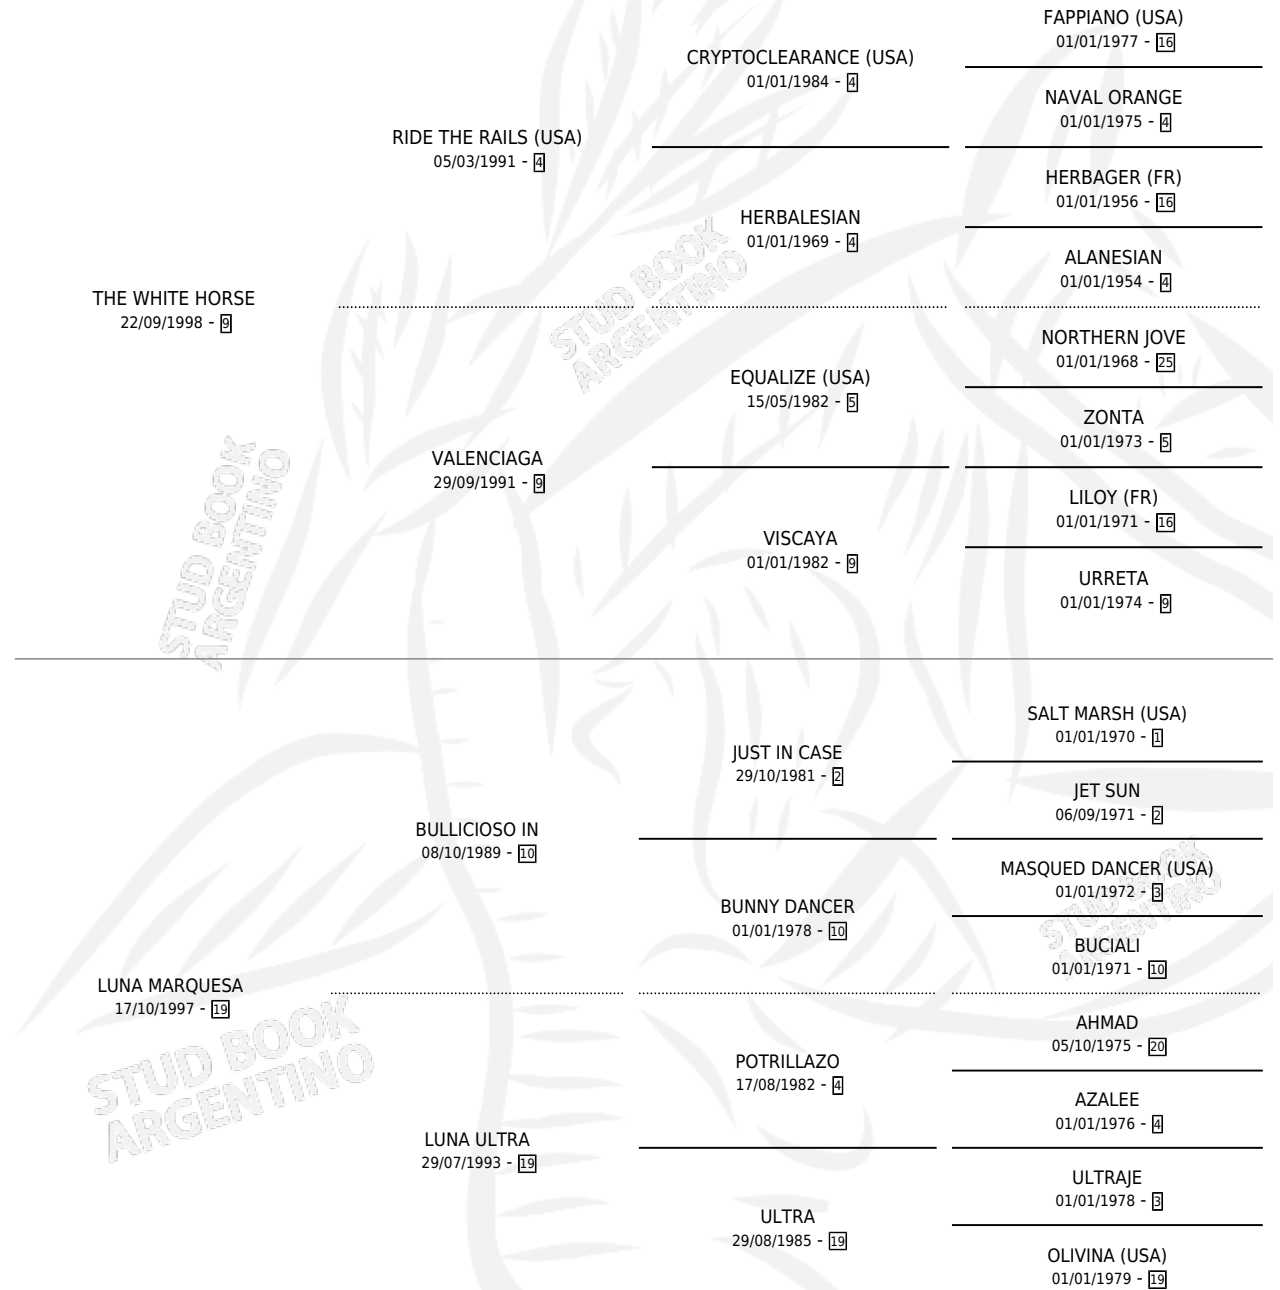 FAPPIANO (USA)
01/01/1977 - 16
CRYPTOCLEARANCE (USA)
01/01/1984 - 4
NAVAL ORANGE
01/01/1975 - 4
RIDE THE RAILS (USA)
05/03/1991 - 4
HERBAGER (FR)
01/01/1956 - 16
HERBALESIAN
01/01/1969 - 4
ALANESIAN
01/01/1954 - 4
THE WHITE HORSE
22/09/1998 - 9
NORTHERN JOVE
01/01/1968 - 25
EQUALIZE (USA)
15/05/1982 - 5
ZONTA
01/01/1973 - 5
VALENCIAGA
29/09/1991 - 9
LILOY (FR)
01/01/1971 - 16
VISCAYA
01/01/1982 - 9
URRETA
01/01/1974 - 9
STUD BOOK
ARGENTINO
STUD BOOK
ARGENTINO
SALT MARSH (USA)
01/01/1970 - 1
JUST IN CASE
29/10/1981 - 2
JET SUN
06/09/1971 - 2
BULLICIOSO IN
08/10/1989 - 10
MASQUED DANCER (USA)
01/01/1972 - 3
BUNNY DANCER
01/01/1978 - 10
BUCIALI
01/01/1971 - 10
LUNA MARQUESA
17/10/1997 - 19
AHMAD
05/10/1975 - 20
POTRILLAZO
17/08/1982 - 4
AZALEE
01/01/1976 - 4
LUNA ULTRA
29/07/1993 - 19
ULTRAJE
01/01/1978 - 3
ULTRA
29/08/1985 - 19
OLIVINA (USA)
01/01/1979 - 19
STUD BOOK
ARGENTINO
STUD BOOK
ARGENTINO